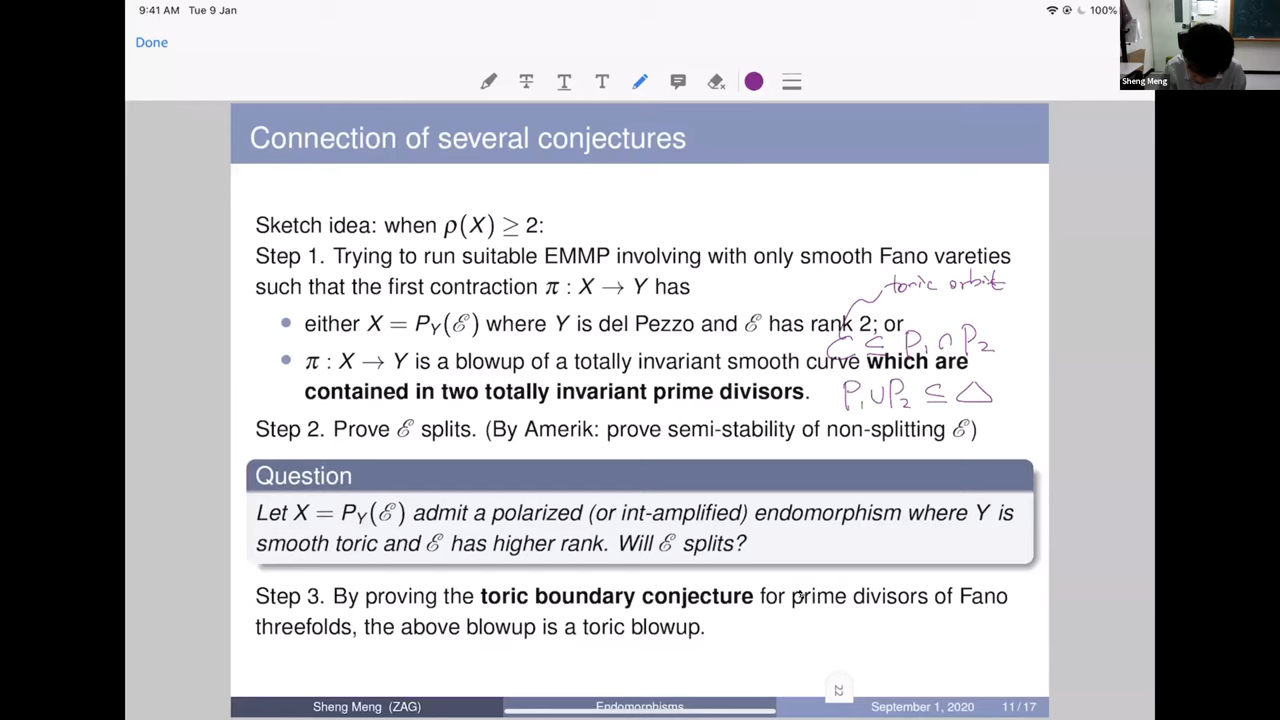 9:41 AM Tue 9 Jan
100%
Done
Sheng Meng
Connection of several conjectures
Sketch idea: when ρ(X) ≥ 2:
Step 1. Trying to run suitable EMMP involving with only smooth Fano vareties
such that the first contraction π : X → Y has
toric orbit
either X = P_Y(ℰ) where Y is del Pezzo and ℰ has rank 2; or
C ⊆ P₁ ∩ P₂
π : X → Y is a blowup of a totally invariant smooth curve which are
contained in two totally invariant prime divisors.
P₁ ∪ P₂ ⊆ △
Step 2. Prove ℰ splits. (By Amerik: prove semi-stability of non-splitting ℰ)
Question
Let X = P_Y(ℰ) admit a polarized (or int-amplified) endomorphism where Y is
smooth toric and ℰ has higher rank. Will ℰ splits?
Step 3. By proving the toric boundary conjecture for prime divisors of Fano
threefolds, the above blowup is a toric blowup.
22
Sheng Meng (ZAG) Endomorphisms September 1, 2020 11 / 17